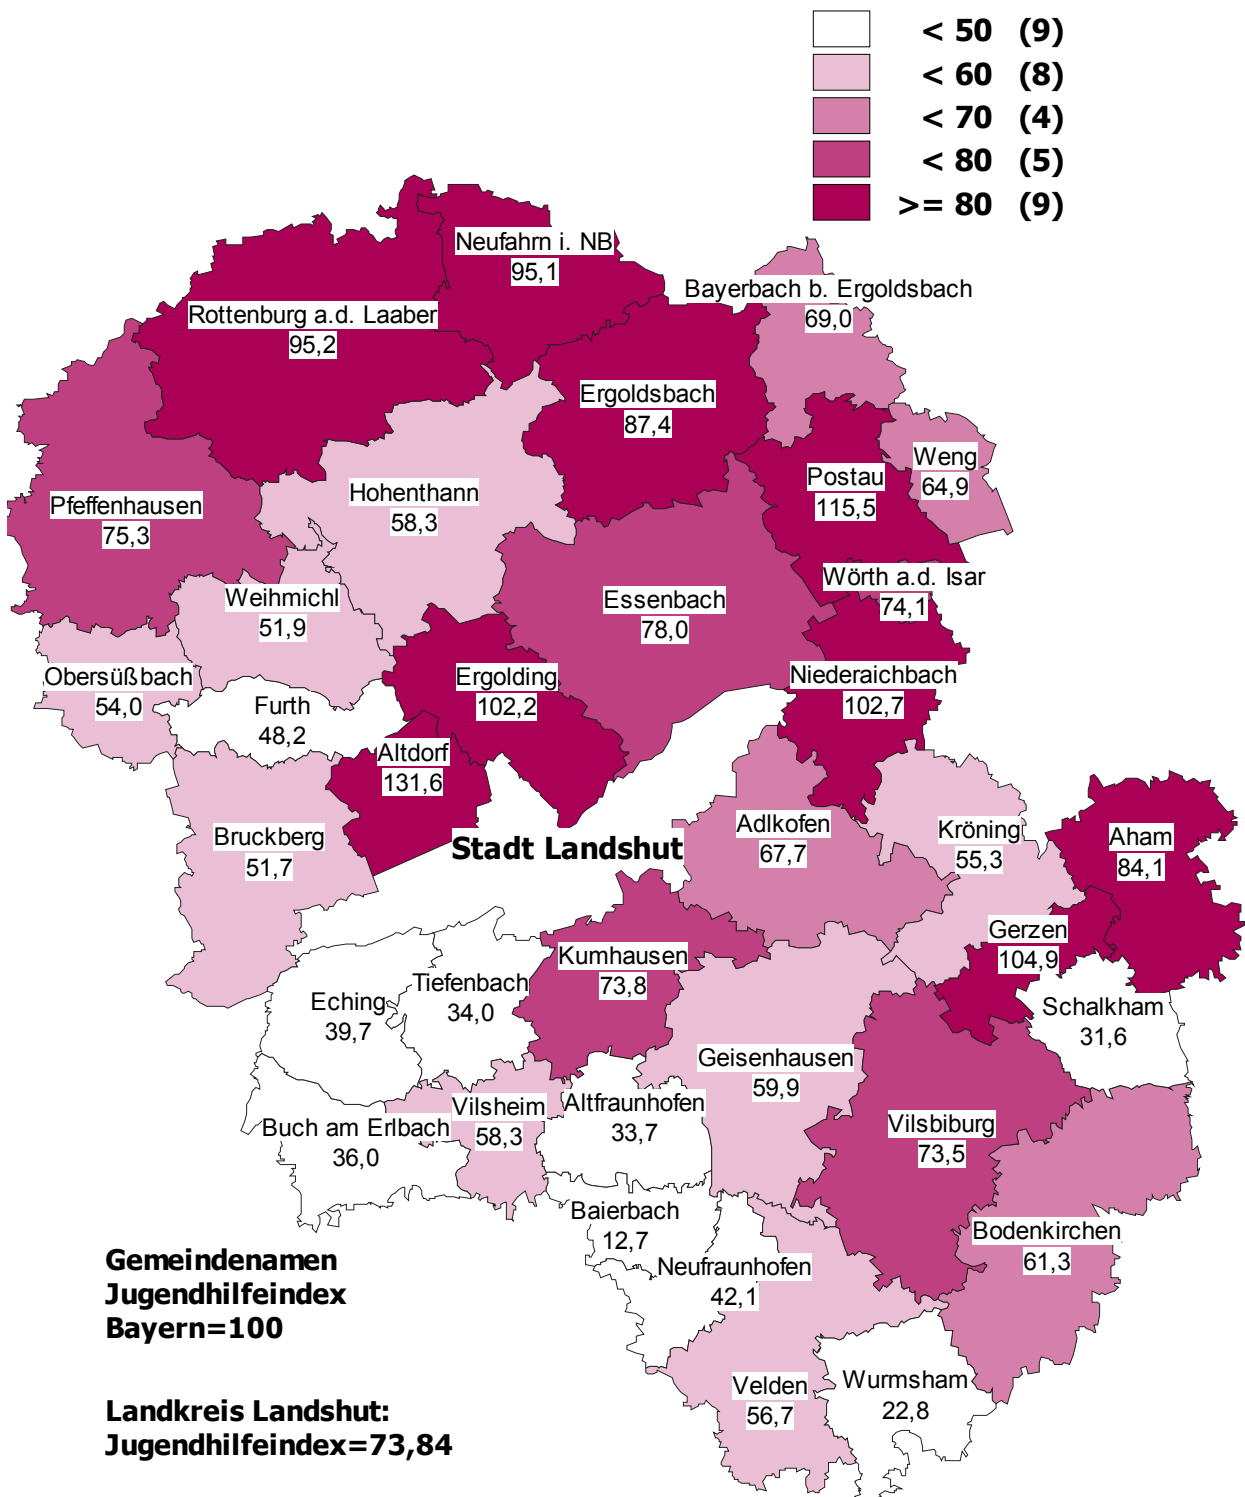 < 50 (9)
< 60 (8)
< 70 (4)
< 80 (5)
>= 80 (9)
Neufahrn i. NB
95,1
Bayerbach b. Ergoldsbach
69,0
Rottenburg a.d. Laaber
95,2
Ergoldsbach
87,4
Weng
64,9
Postau
115,5
Hohenthann
58,3
Pfeffenhausen
75,3
Wörth a.d. Isar
74,1
Weihmichl
51,9
Essenbach
78,0
Obersüßbach
54,0
Ergolding
102,2
Niederaichbach
102,7
Furth
48,2
Altdorf
131,6
Bruckberg
51,7
Stadt Landshut
Adlkofen
67,7
Kröning
55,3
Aham
84,1
Gerzen
104,9
Kumhausen
73,8
Tiefenbach
34,0
Eching
39,7
Schalkham
31,6
Geisenhausen
59,9
Vilsheim
58,3
Altfraunhofen
33,7
Buch am Erlbach
36,0
Vilsbiburg
73,5
Baierbach
12,7
Bodenkirchen
61,3
Neufraunhofen
42,1
Gemeindenamen
Jugendhilfeindex
Bayern=100
Velden
56,7
Wurmsham
22,8
Landkreis Landshut:
Jugendhilfeindex=73,84